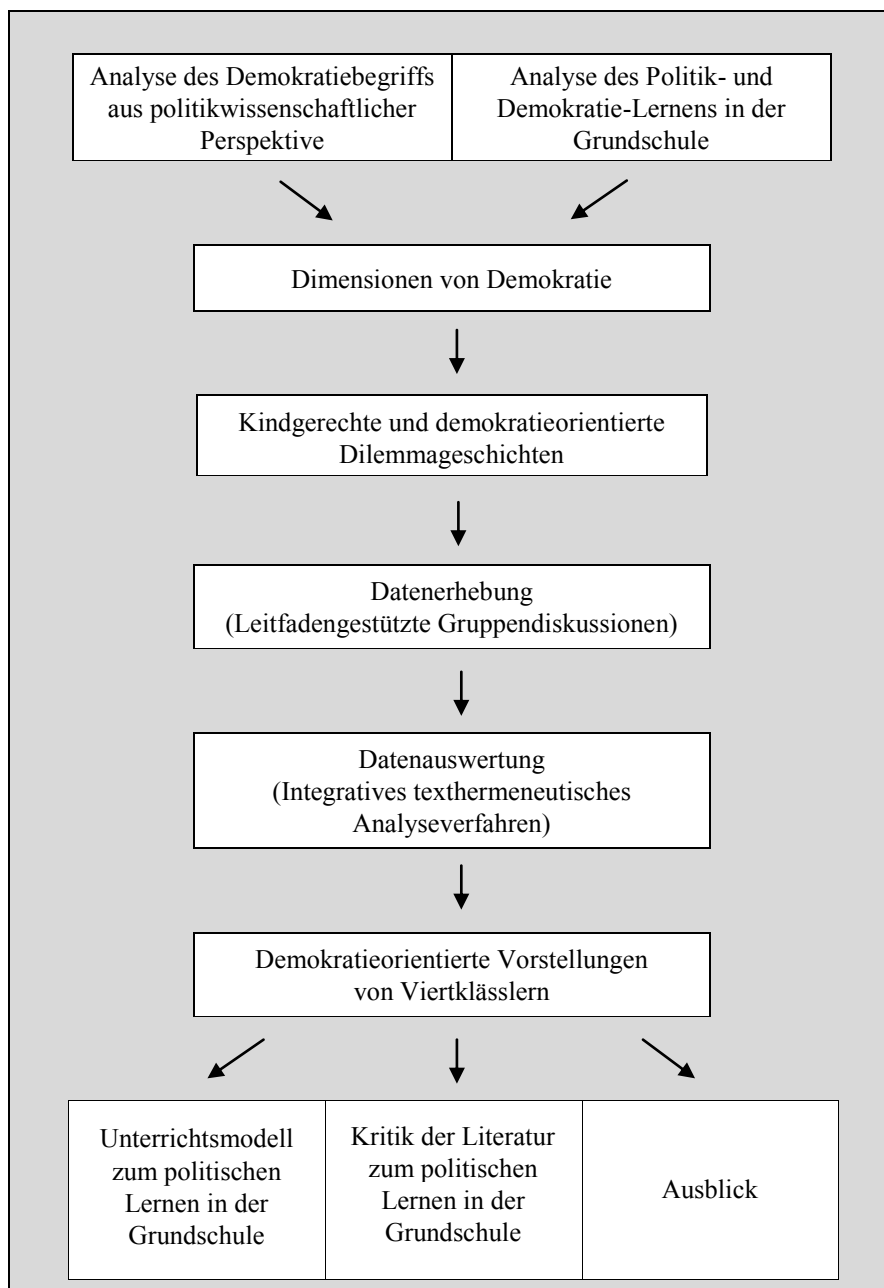 Analyse des Demokratiebegriffs
aus politikwissenschaftlicher
Perspektive
Analyse des Politik- und
Demokratie-Lernens in der
Grundschule
Dimensionen von Demokratie
Kindgerechte und demokratieorientierte
Dilemmageschichten
Datenerhebung
(Leitfadengestützte Gruppendiskussionen)
Datenauswertung
(Integratives texthermeneutisches
Analyseverfahren)
Demokratieorientierte Vorstellungen
von Viertklässlern
Unterrichtsmodell
zum politischen
Lernen in der
Grundschule
Kritik der Literatur
zum politischen
Lernen in der
Grundschule
Ausblick